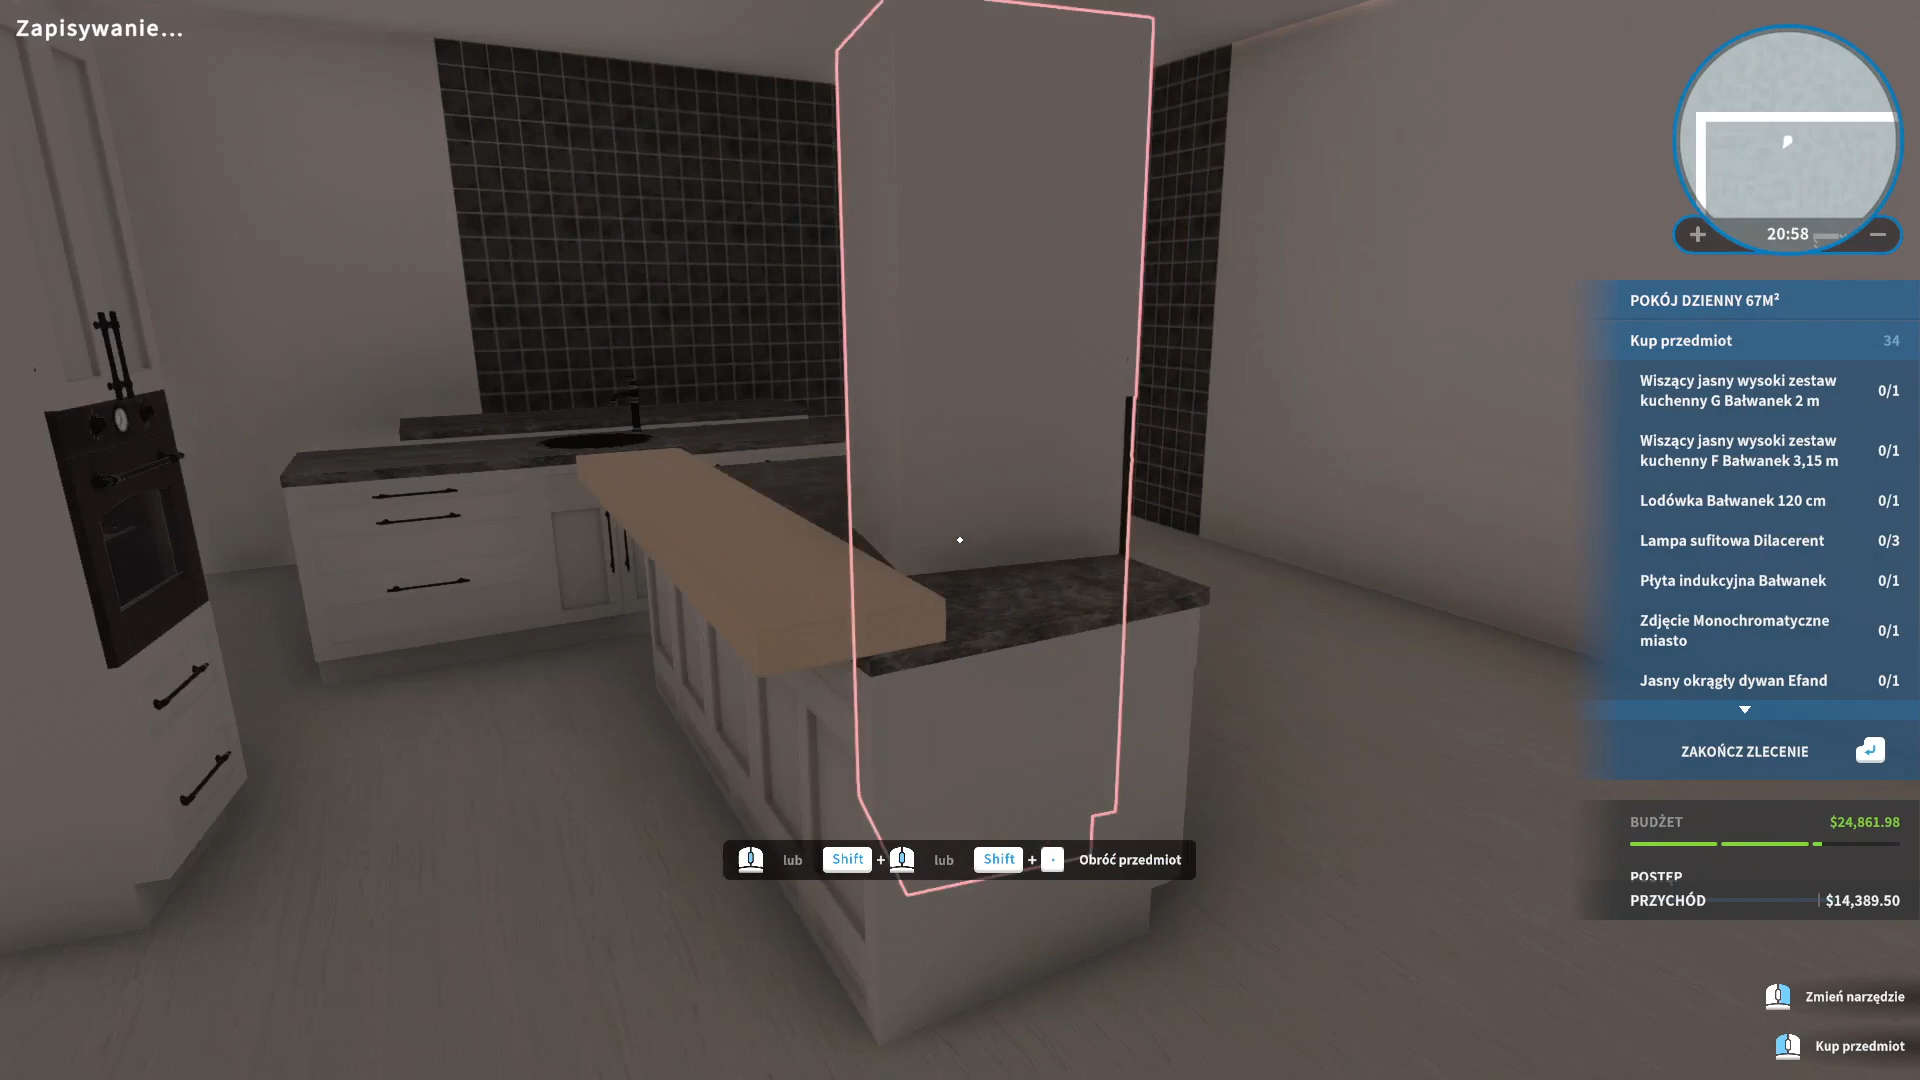 Zapisywanie...
20:58
POKÓJ DZIENNY 67M²
Kup przedmiot 34
Wiszący jasny wysoki zestaw
kuchenny G Bałwanek 2 m 0/1
Wiszący jasny wysoki zestaw
kuchenny F Bałwanek 3,15 m 0/1
Lodówka Bałwanek 120 cm 0/1
Lampa sufitowa Dilacerent 0/3
Płyta indukcyjna Bałwanek 0/1
Zdjęcie Monochromatyczne
miasto 0/1
Jasny okrągły dywan Efand 0/1
ZAKOŃCZ ZLECENIE
BUDŻET $24,861.98
POSTĘP
PRZYCHÓD $14,389.50
lub Shift + lub Shift + . Obróć przedmiot
Zmień narzędzie
Kup przedmiot